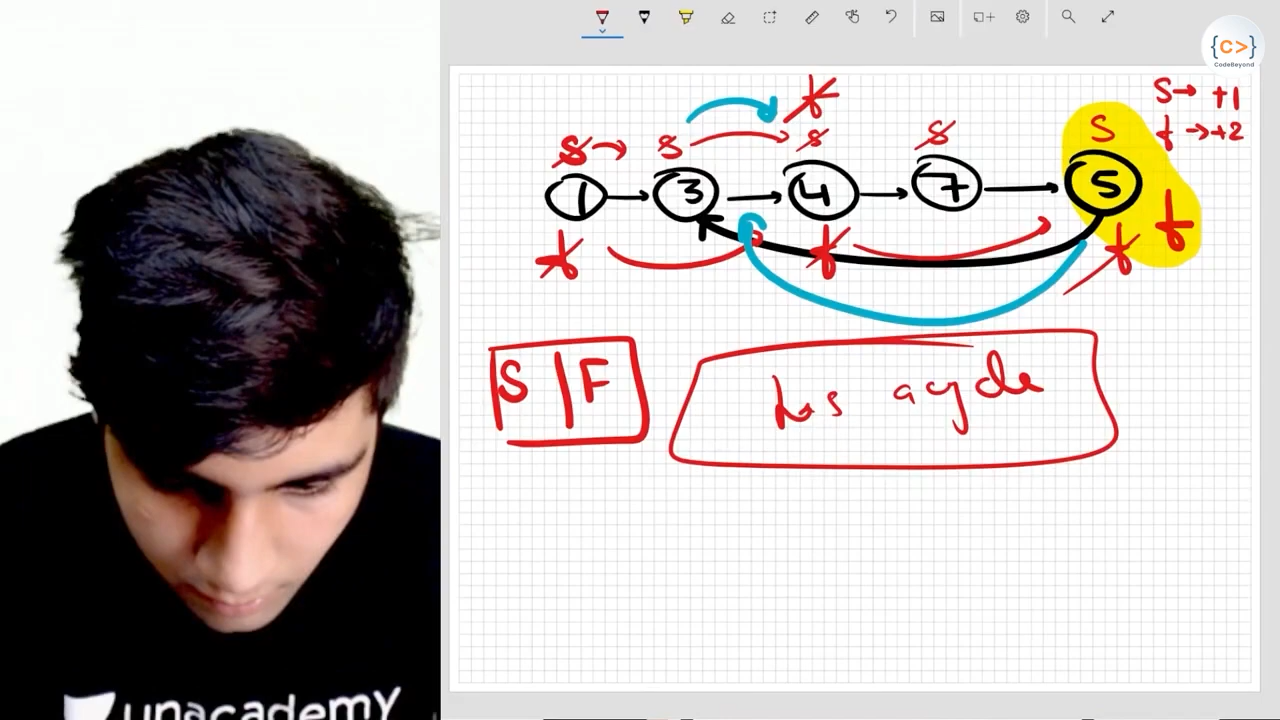 {C>}
CodeBeyond
S → +1
f → +2
f
S → S S S S
1 3 4 7 5
f f f f
S | F
has cycle
unacademy